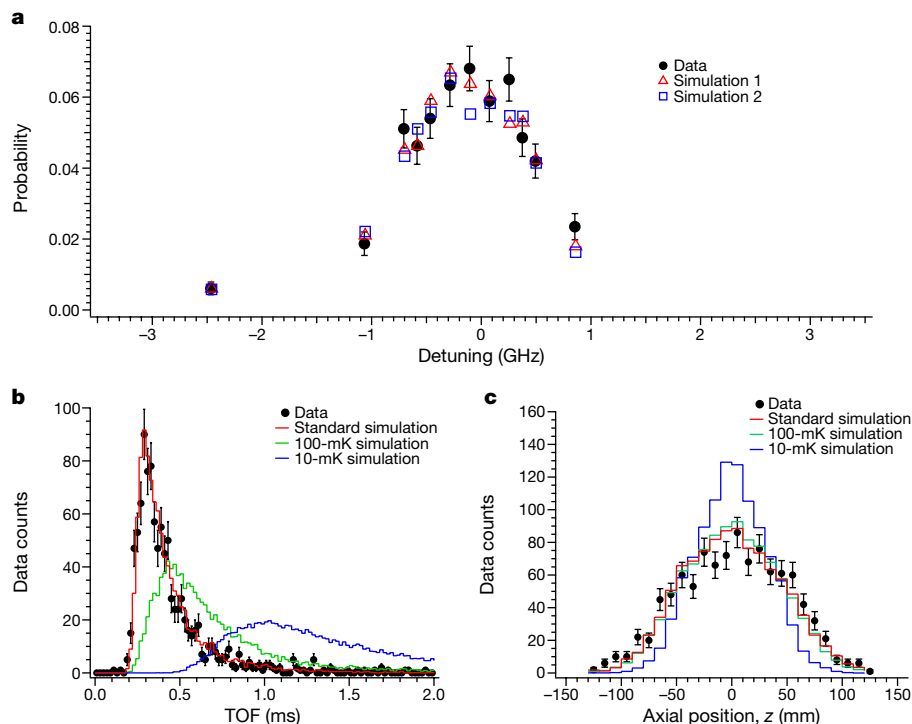 a
0.08
0.06
0.04
0.02
0.00
Probability
−3
−2
−1
0
1
2
3
Detuning (GHz)
Data
Simulation 1
Simulation 2
b
100
80
60
40
20
0
Data counts
0.0
0.5
1.0
1.5
2.0
TOF (ms)
Data
Standard simulation
100-mK simulation
10-mK simulation
c
160
140
120
100
80
60
40
20
0
Data counts
−150
−100
−50
0
50
100
150
Axial position, z (mm)
Data
Standard simulation
100-mK simulation
10-mK simulation